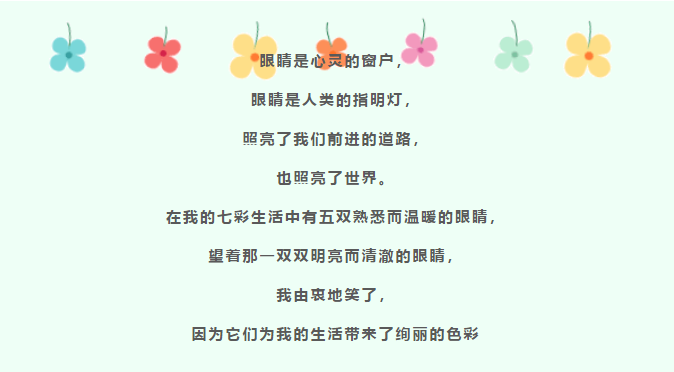 眼睛是心灵的窗户，
眼睛是人类的指明灯，
照亮了我们前进的道路，
也照亮了世界。
在我的七彩生活中有五双熟悉而温暖的眼睛，
望着那一双双明亮而清澈的眼睛，
我由衷地笑了，
因为它们为我的生活带来了绚丽的色彩